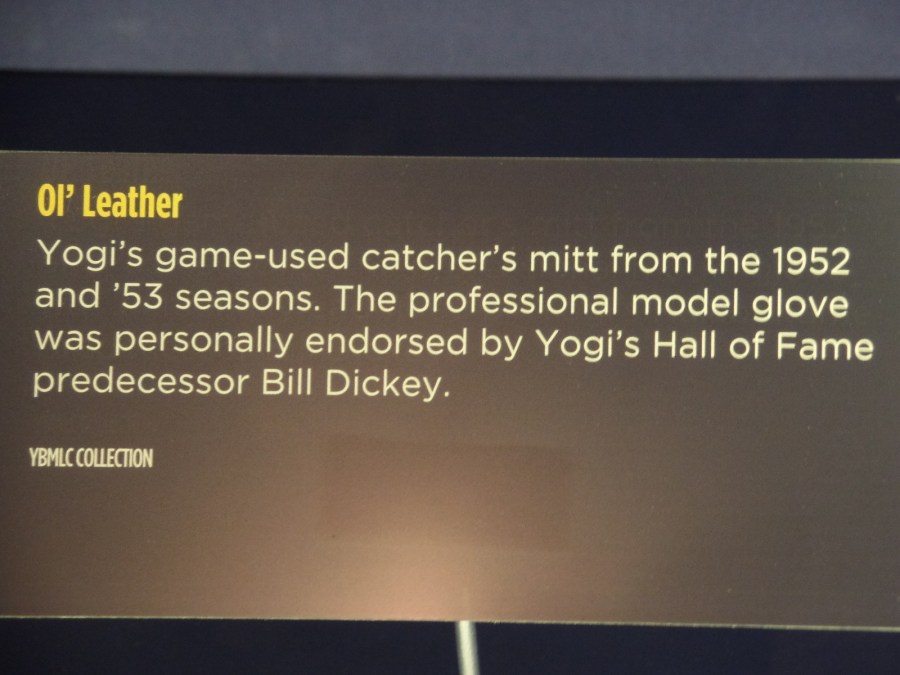 Ol’ Leather
Yogi’s game-used catcher’s mitt from the 1952
and ’53 seasons. The professional model glove
was personally endorsed by Yogi’s Hall of Fame
predecessor Bill Dickey.
YBMLC COLLECTION